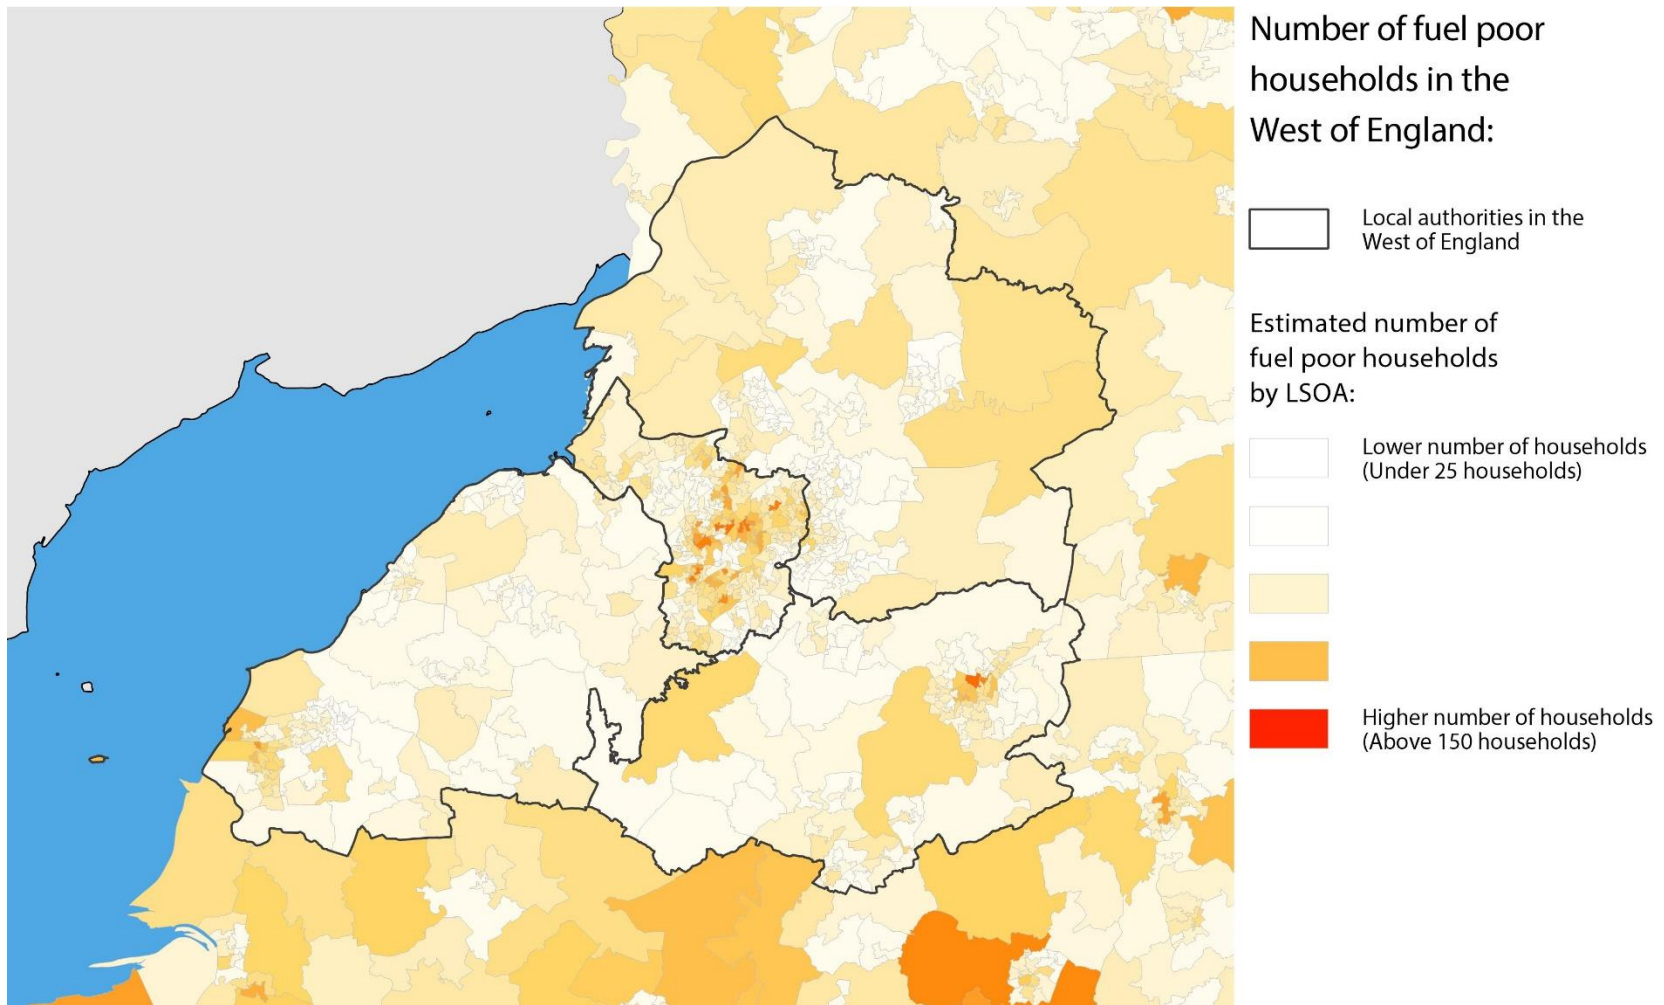 Number of fuel poor
households in the
West of England:
Local authorities in the
West of England
Estimated number of
fuel poor households
by LSOA:
Lower number of households
(Under 25 households)
Higher number of households
(Above 150 households)